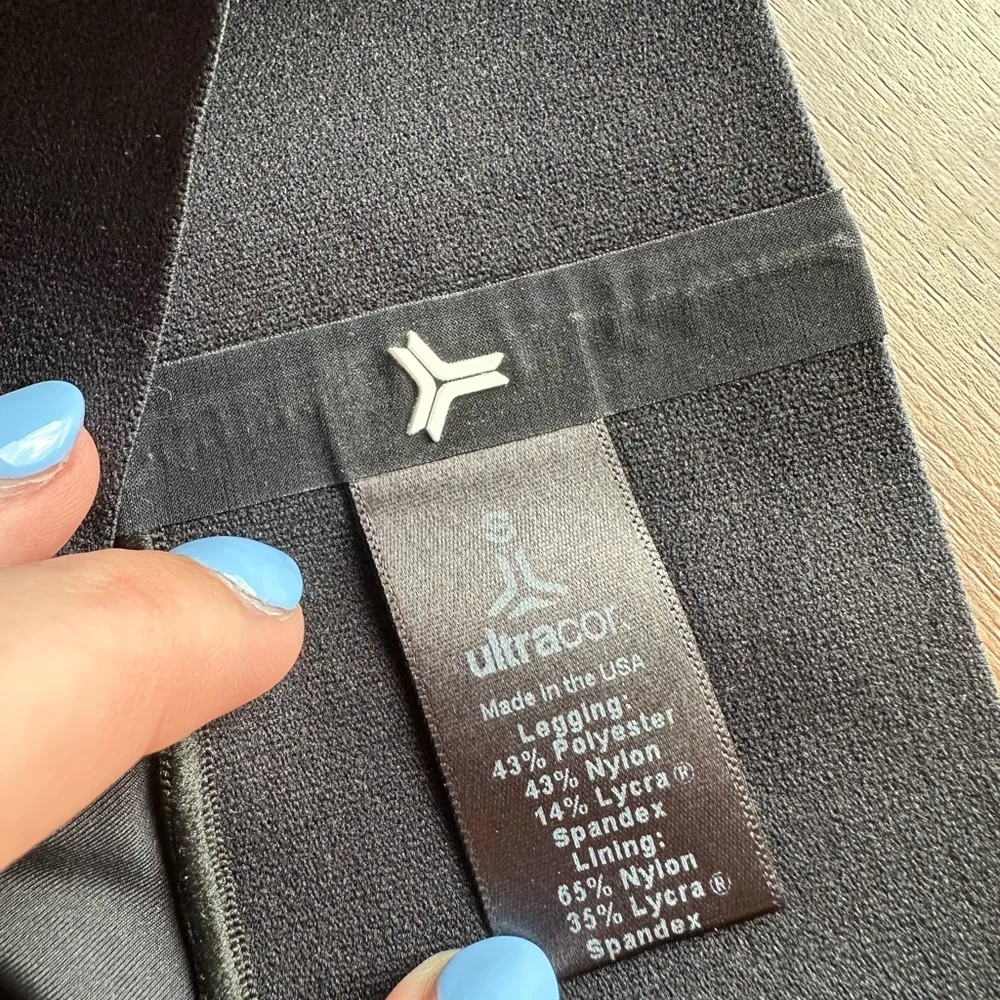 S
ultracor
Made in the USA
Legging:
43% Polyester
43% Nylon
14% Lycra®
Spandex
Lining:
65% Nylon
35% Lycra®
Spandex